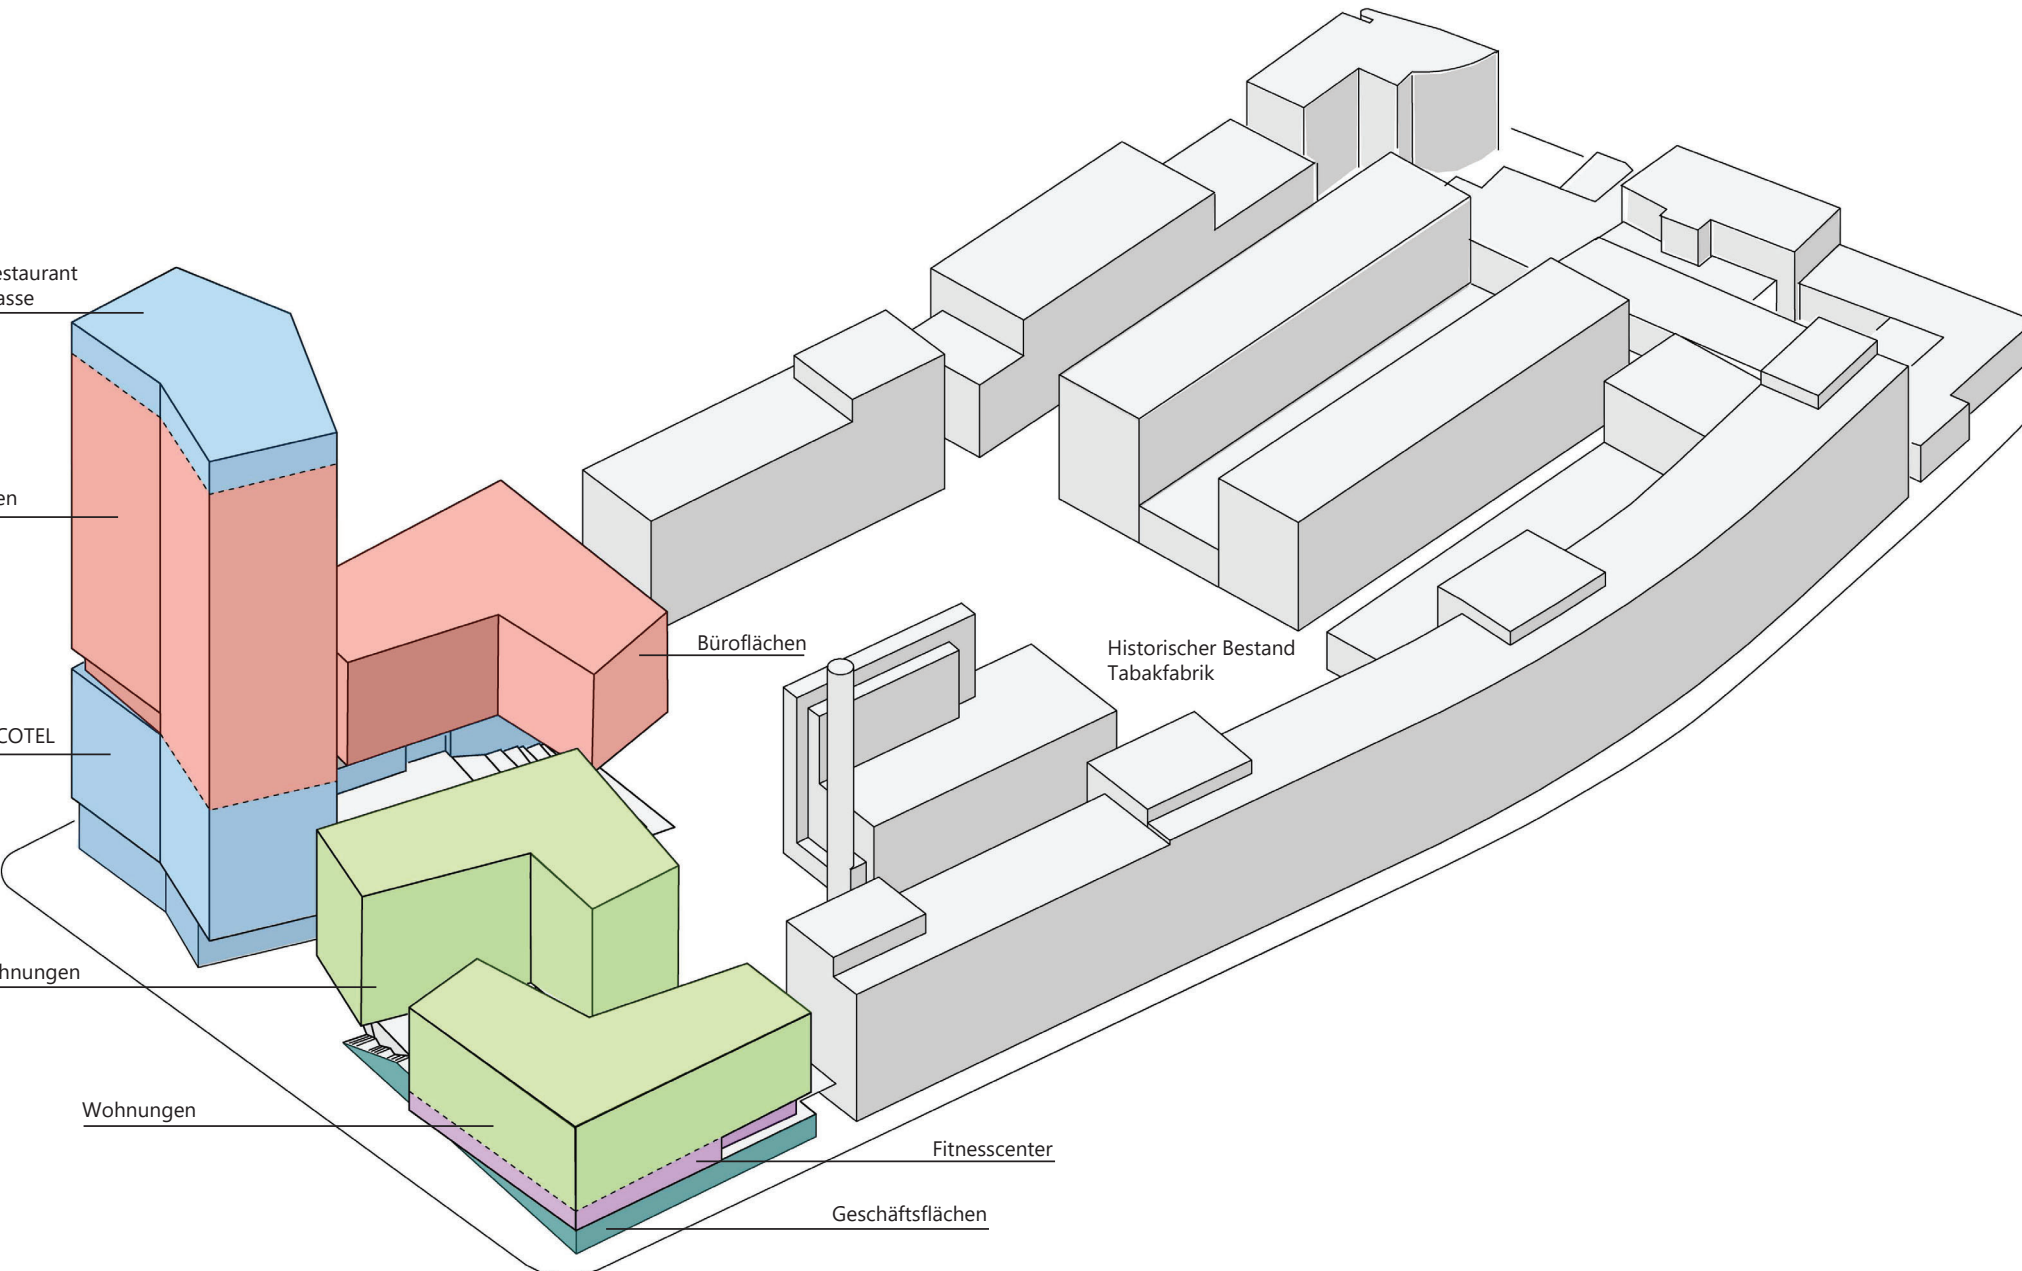 estaurant
asse
en
Büroflächen
Historischer Bestand
Tabakfabrik
COTEL
hnungen
Wohnungen
Fitnesscenter
Geschäftsflächen